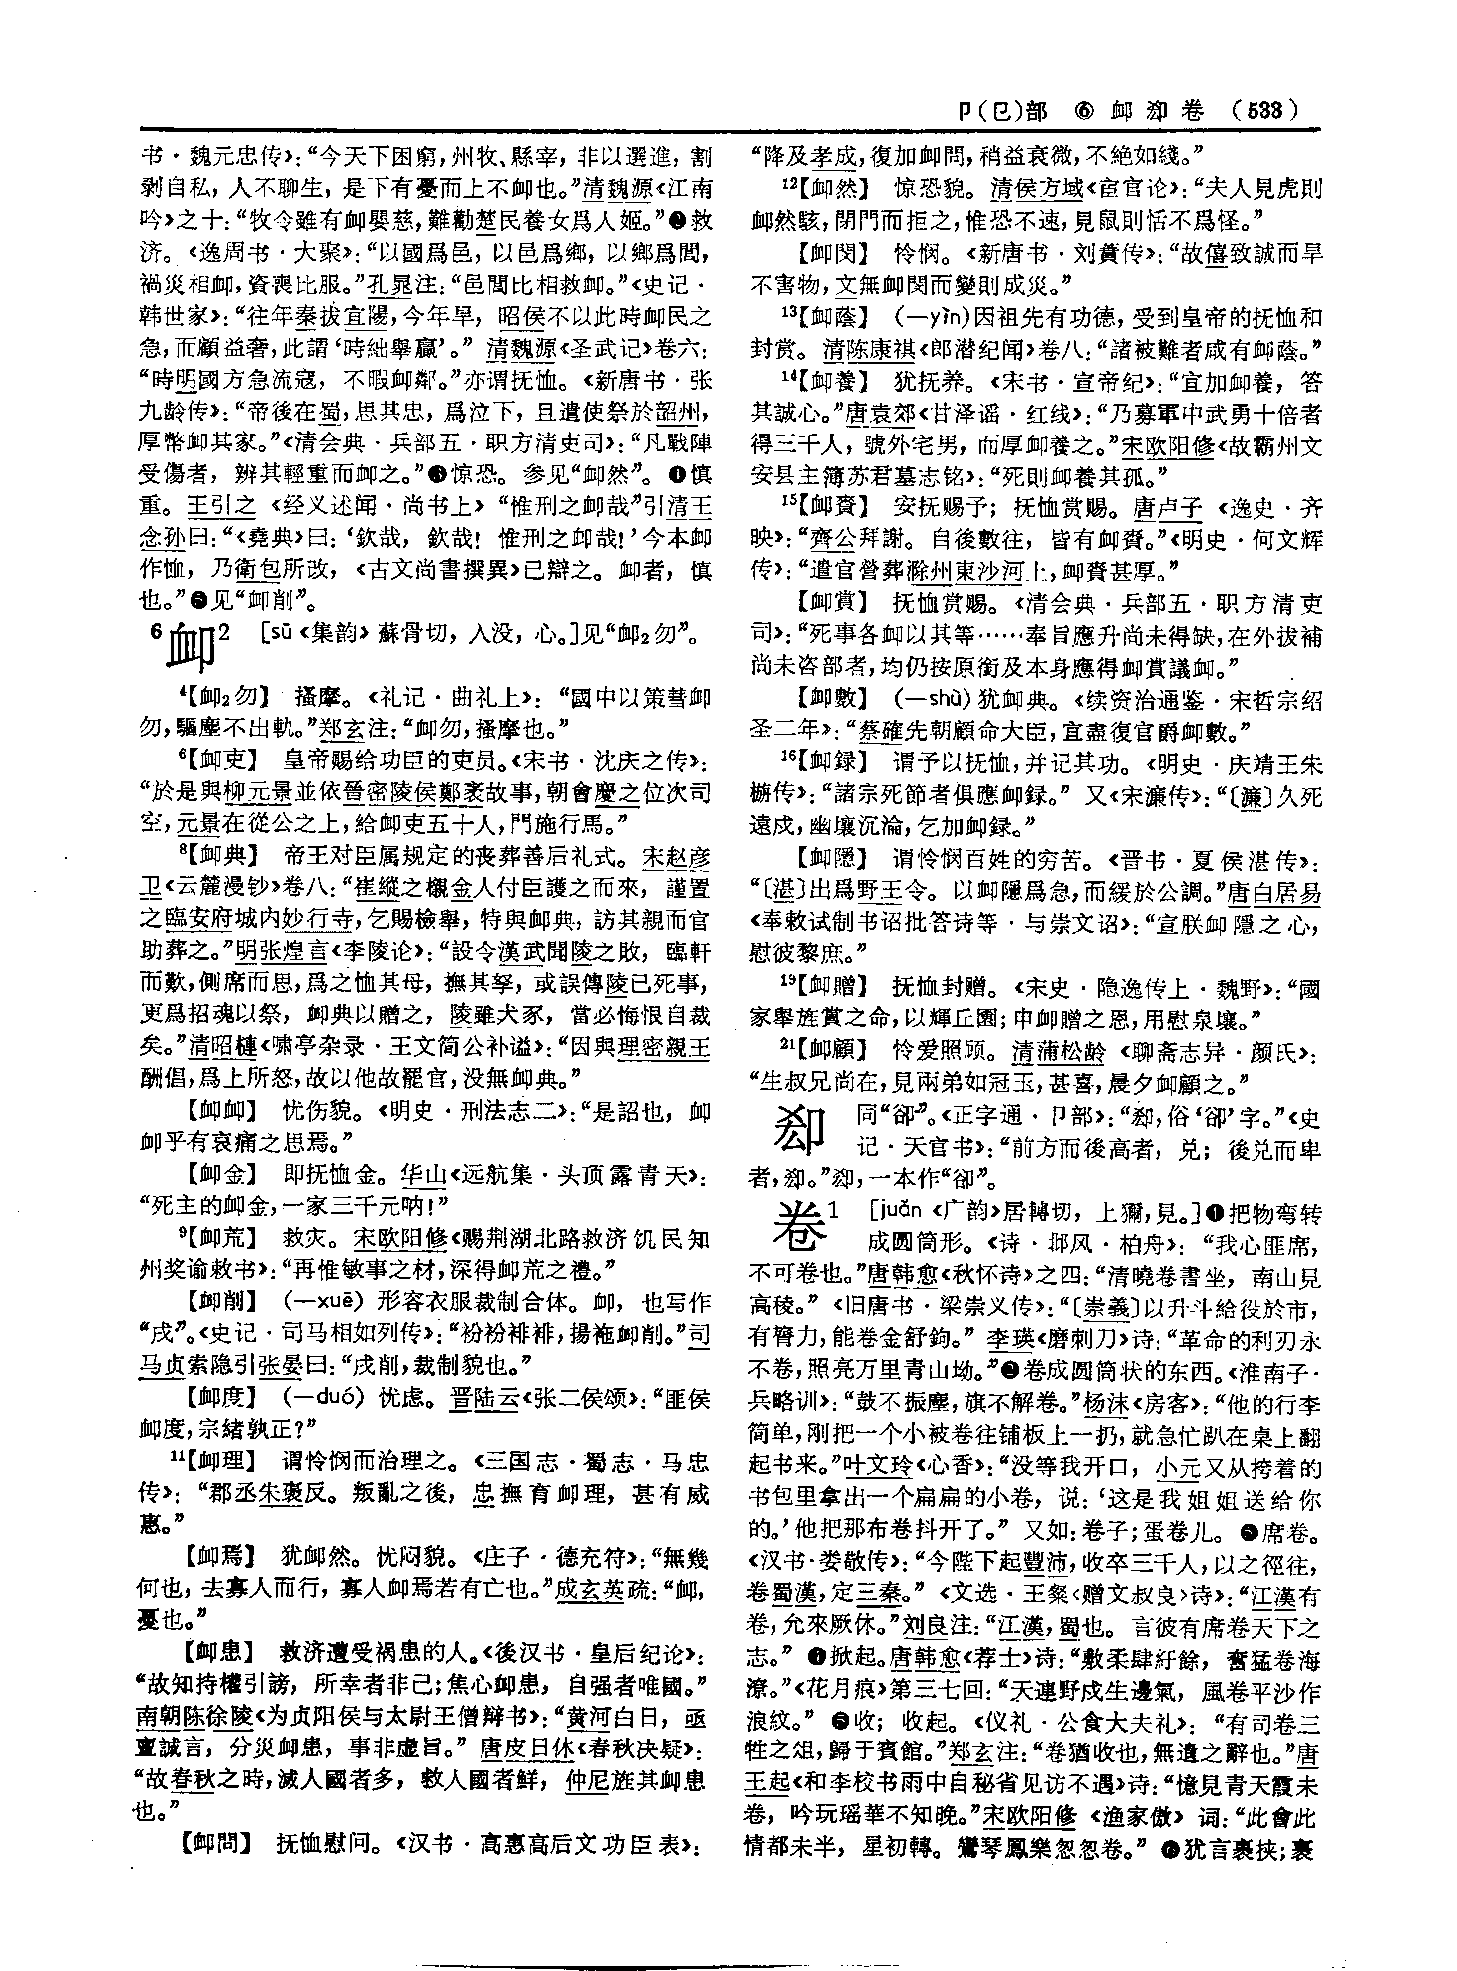 卩(㔾)部 ⑥ 卹 卻 卷 (533)
书·魏元忠传》：“今天下困窮，州牧、縣宰，非以選進，割
剥自私，人不聊生，是下有憂而上不卹也。”清魏源《江南
吟》之十：“牧令雖有卹嬰慈，難勸楚民養女爲人姬。”❷救
济。《逸周书·大聚》：“以國爲邑，以邑爲鄉，以鄉爲閭，
禍災相卹，資喪比服。”孔晁注：“邑閭比相救卹。”《史记·
韩世家》：“往年秦拔宜陽，今年旱，昭侯不以此時卹民之
急，而顧益奢，此謂‘時絀舉贏’。”清魏源《圣武记》卷六：
“時明國方急流寇，不暇卹鄰。”亦谓抚恤。《新唐书·张
九龄传》：“帝後在蜀，思其忠，爲泣下，且遣使祭於韶州，
厚幣卹其家。”《清会典·兵部五·职方清吏司》：“凡戰陣
受傷者，辨其輕重而卹之。”❸惊恐。参见“卹然”。❹慎
重。王引之《经义述闻·尚书上》“惟刑之卹哉”引清王
念孙曰：“《堯典》曰：‘欽哉，欽哉！惟刑之卹哉！’今本卹
作恤，乃衛包所改，《古文尚書撰異》已辯之。卹者，慎
也。”❺见“卹削”。
6卹2 [sū《集韵》蘇骨切，入没，心。]见“卹2勿”。
4【卹2勿】 搔摩。《礼记·曲礼上》：“國中以策彗卹
勿，驅塵不出軌。”郑玄注：“卹勿，搔摩也。”
6【卹吏】 皇帝赐给功臣的吏员。《宋书·沈庆之传》：
“於是與柳元景並依晉密陵侯鄭袤故事，朝會慶之位次司
空，元景在從公之上，給卹吏五十人，門施行馬。”
8【卹典】 帝王对臣属规定的丧葬善后礼式。宋赵彦
卫《云麓漫钞》卷八：“崔縱之櫬金人付臣護之而來，謹置
之臨安府城内妙行寺，乞賜檢舉，特與卹典，訪其親而官
助葬之。”明张煌言《李陵论》：“設令漢武聞陵之敗，臨軒
而歎，側席而思，爲之恤其母，撫其孥，或誤傳陵已死事，
更爲招魂以祭，卹典以贈之，陵雖犬豕，當必悔恨自裁
矣。”清昭槤《啸亭杂录·王文简公补谥》：“因與理密親王
酬倡，爲上所怒，故以他故罷官，没無卹典。”
【卹卹】 忧伤貌。《明史·刑法志二》：“是詔也，卹
卹乎有哀痛之思焉。”
【卹金】 即抚恤金。华山《远航集·头顶露青天》：
“死主的卹金，一家三千元呐！”
9【卹荒】 救灾。宋欧阳修《赐荆湖北路救济饥民知
州奖谕敕书》：“再惟敏事之材，深得卹荒之禮。”
【卹削】 (—xuē) 形容衣服裁制合体。卹，也写作
“戌”。《史记·司马相如列传》：“衯衯裶裶，揚袘卹削。”司
马贞索隐引张晏曰：“戌削，裁制貌也。”
【卹度】 (—duó) 忧虑。晋陆云《张二侯颂》：“匪侯
卹度，宗緒孰正？”
11【卹理】 谓怜悯而治理之。《三国志·蜀志·马忠
传》：“郡丞朱褒反。叛亂之後，忠撫育卹理，甚有威
惠。”
【卹焉】 犹卹然。忧闷貌。《庄子·德充符》：“無幾
何也，去寡人而行，寡人卹焉若有亡也。”成玄英疏：“卹，
憂也。”
【卹患】 救济遭受祸患的人。《後汉书·皇后纪论》：
“故知持權引謗，所幸者非己；焦心卹患，自强者唯國。”
南朝陈徐陵《为贞阳侯与太尉王僧辩书》：“黄河白日，亟
亶誠言，分災卹患，事非虚旨。”唐皮日休《春秋决疑》：
“故春秋之時，滅人國者多，救人國者鮮，仲尼旌其卹患
也。”
【卹問】 抚恤慰问。《汉书·高惠高后文功臣表》：
“降及孝成，復加卹問，稍益衰微，不絶如綫。”
12【卹然】 惊恐貌。清侯方域《宦官论》：“夫人見虎則
卹然駭，閉門而拒之，惟恐不速，見鼠則恬不爲怪。”
【卹閔】 怜悯。《新唐书·刘蕡传》：“故僖致誠而旱
不害物，文無卹閔而變則成災。”
13【卹蔭】 (—yìn)因祖先有功德，受到皇帝的抚恤和
封赏。清陈康祺《郎潜纪闻》卷八：“諸被難者咸有卹蔭。”
14【卹養】 犹抚养。《宋书·宣帝纪》：“宜加卹養，答
其誠心。”唐袁郊《甘泽谣·红线》：“乃募軍中武勇十倍者
得三千人，號外宅男，而厚卹養之。”宋欧阳修《故霸州文
安县主簿苏君墓志铭》：“死則卹養其孤。”
15【卹賚】 安抚赐予；抚恤赏赐。唐卢子《逸史·齐
映》：“齊公拜謝。自後數往，皆有卹賚。”《明史·何文辉
传》：“遣官營葬滁州東沙河上，卹賚甚厚。”
【卹賞】 抚恤赏赐。《清会典·兵部五·职方清吏
司》：“死事各卹以其等……奉旨應升尚未得缺，在外拔補
尚未咨部者，均仍按原銜及本身應得卹賞議卹。”
【卹數】 (—shù) 犹卹典。《续资治通鉴·宋哲宗绍
圣二年》：“蔡確先朝顧命大臣，宜盡復官爵卹數。”
16【卹録】 谓予以抚恤，并记其功。《明史·庆靖王朱
㮵传》：“諸宗死節者俱應卹録。”又《宋濂传》：“〔濂〕久死
遠戍，幽壤沉淪，乞加卹録。”
【卹隱】 谓怜悯百姓的穷苦。《晋书·夏侯湛传》：
“〔湛〕出爲野王令。以卹隱爲急，而緩於公調。”唐白居易
《奉敕试制书诏批答诗等·与崇文诏》：“宣朕卹隱之心，
慰彼黎庶。”
19【卹贈】 抚恤封赠。《宋史·隐逸传上·魏野》：“國
家舉旌賞之命，以輝丘園；申卹贈之恩，用慰泉壤。”
21【卹顧】 怜爱照顾。清蒲松龄《聊斋志异·颜氏》：
“生叔兄尚在，見兩弟如冠玉，甚喜，晨夕卹顧之。”
㕁 同“卻”。《正字通·卩部》：“㕁，俗‘卻’字。”《史
记·天官书》：“前方而後高者，兑；後兑而卑
者，㕁。”㕁，一本作“卻”。
卷1 [juǎn《广韵》居轉切，上獮，見。]❶把物弯转
成圆筒形。《诗·邶风·柏舟》：“我心匪席，
不可卷也。”唐韩愈《秋怀诗》之四：“清曉卷書坐，南山見
高稜。”《旧唐书·梁崇义传》：“〔崇義〕以升斗給役於市，
有膂力，能卷金舒鉤。”李瑛《磨刺刀》诗：“革命的利刃永
不卷，照亮万里青山坳。”❷卷成圆筒状的东西。《淮南子·
兵略训》：“鼓不振塵，旗不解卷。”杨沫《房客》：“他的行李
简单，刚把一个小被卷往铺板上一扔，就急忙趴在桌上翻
起书来。”叶文玲《心香》：“没等我开口，小元又从挎着的
书包里拿出一个扁扁的小卷，说：‘这是我姐姐送给你
的。’他把那布卷抖开了。”又如：卷子；蛋卷儿。❸席卷。
《汉书·娄敬传》：“今陛下起豐沛，收卒三千人，以之徑往，
卷蜀漢，定三秦。”《文选·王粲〈赠文叔良〉诗》：“江漢有
卷，允來厥休。”刘良注：“江漢，蜀也。言彼有席卷天下之
志。”❹掀起。唐韩愈《荐士》诗：“敷柔肆紆餘，奮猛卷海
潦。”《花月痕》第三七回：“天連野戍生邊氣，風卷平沙作
浪紋。”❺收；收起。《仪礼·公食大夫礼》：“有司卷三
牲之俎，歸于賓館。”郑玄注：“卷猶收也，無遺之辭也。”唐
王起《和李校书雨中自秘省见访不遇》诗：“憶見青天霞未
卷，吟玩瑶華不知晚。”宋欧阳修《渔家傲》词：“此會此
情都未半，星初轉。鸞琴鳳樂怱怱卷。”❻犹言裹挟；裹